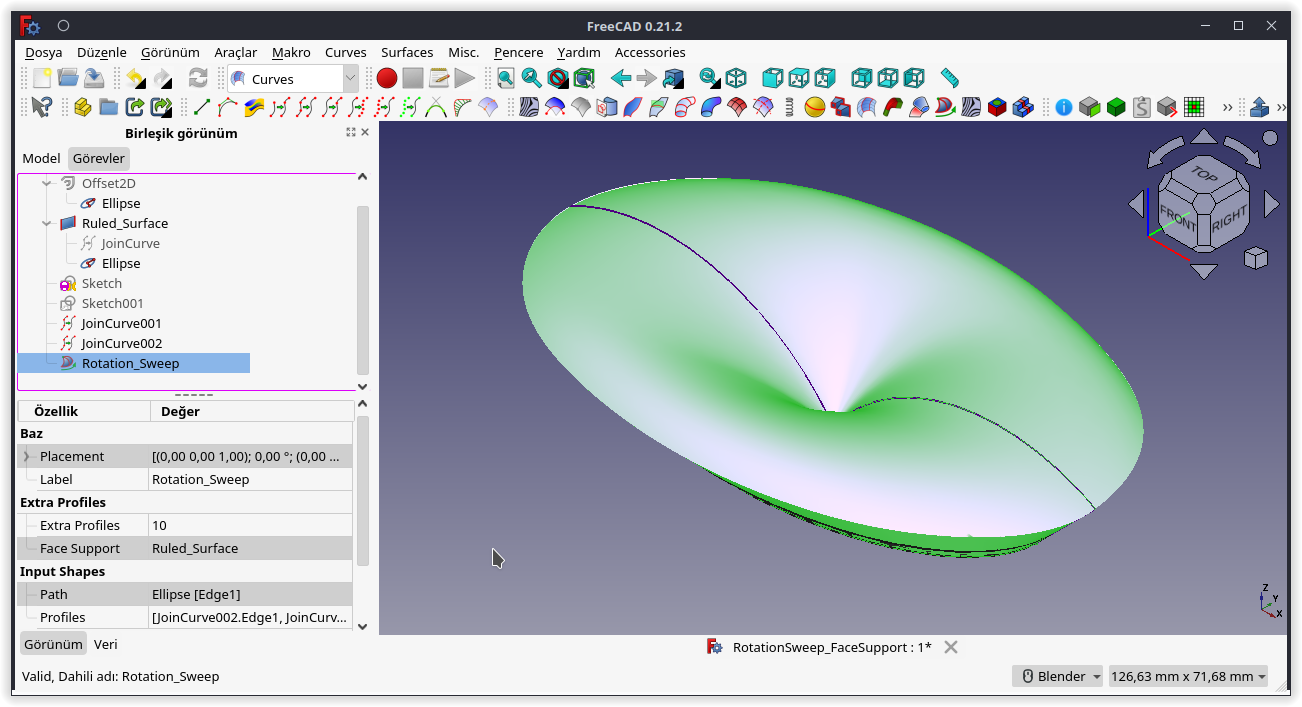 FreeCAD 0.21.2
Dosya Düzenle Görünüm Araçlar Makro Curves Surfaces Misc. Pencere Yardım Accessories
Curves
Birleşik görünüm
Model Görevler
Offset2D
Ellipse
Ruled_Surface
JoinCurve
Ellipse
Sketch
Sketch001
JoinCurve001
JoinCurve002
Rotation_Sweep
Özellik Değer
Baz
Placement [(0,00 0,00 1,00); 0,00 °; (0,00 ...
Label Rotation_Sweep
Extra Profiles
Extra Profiles 10
Face Support Ruled_Surface
Input Shapes
Path Ellipse [Edge1]
Profiles [JoinCurve002.Edge1, JoinCurv...
Görünüm Veri
TOP
FRONT RIGHT
Z
Y
X
RotationSweep_FaceSupport : 1*
Valid, Dahili adı: Rotation_Sweep
Blender 126,63 mm x 71,68 mm